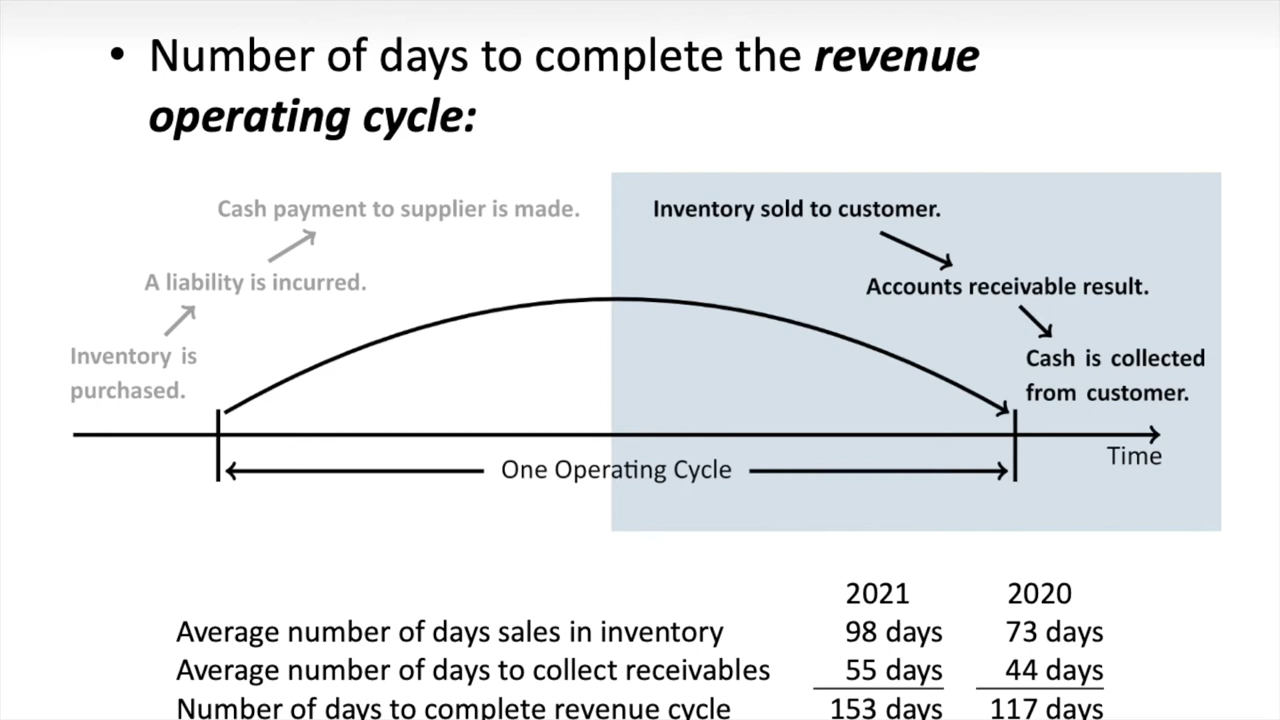 • Number of days to complete the revenue
operating cycle:
Cash payment to supplier is made.
Inventory sold to customer.
A liability is incurred.
Accounts receivable result.
Inventory is
purchased.
Cash is collected
from customer.
Time
One Operating Cycle
2021 2020
Average number of days sales in inventory 98 days 73 days
Average number of days to collect receivables 55 days 44 days
Number of days to complete revenue cycle 153 days 117 days